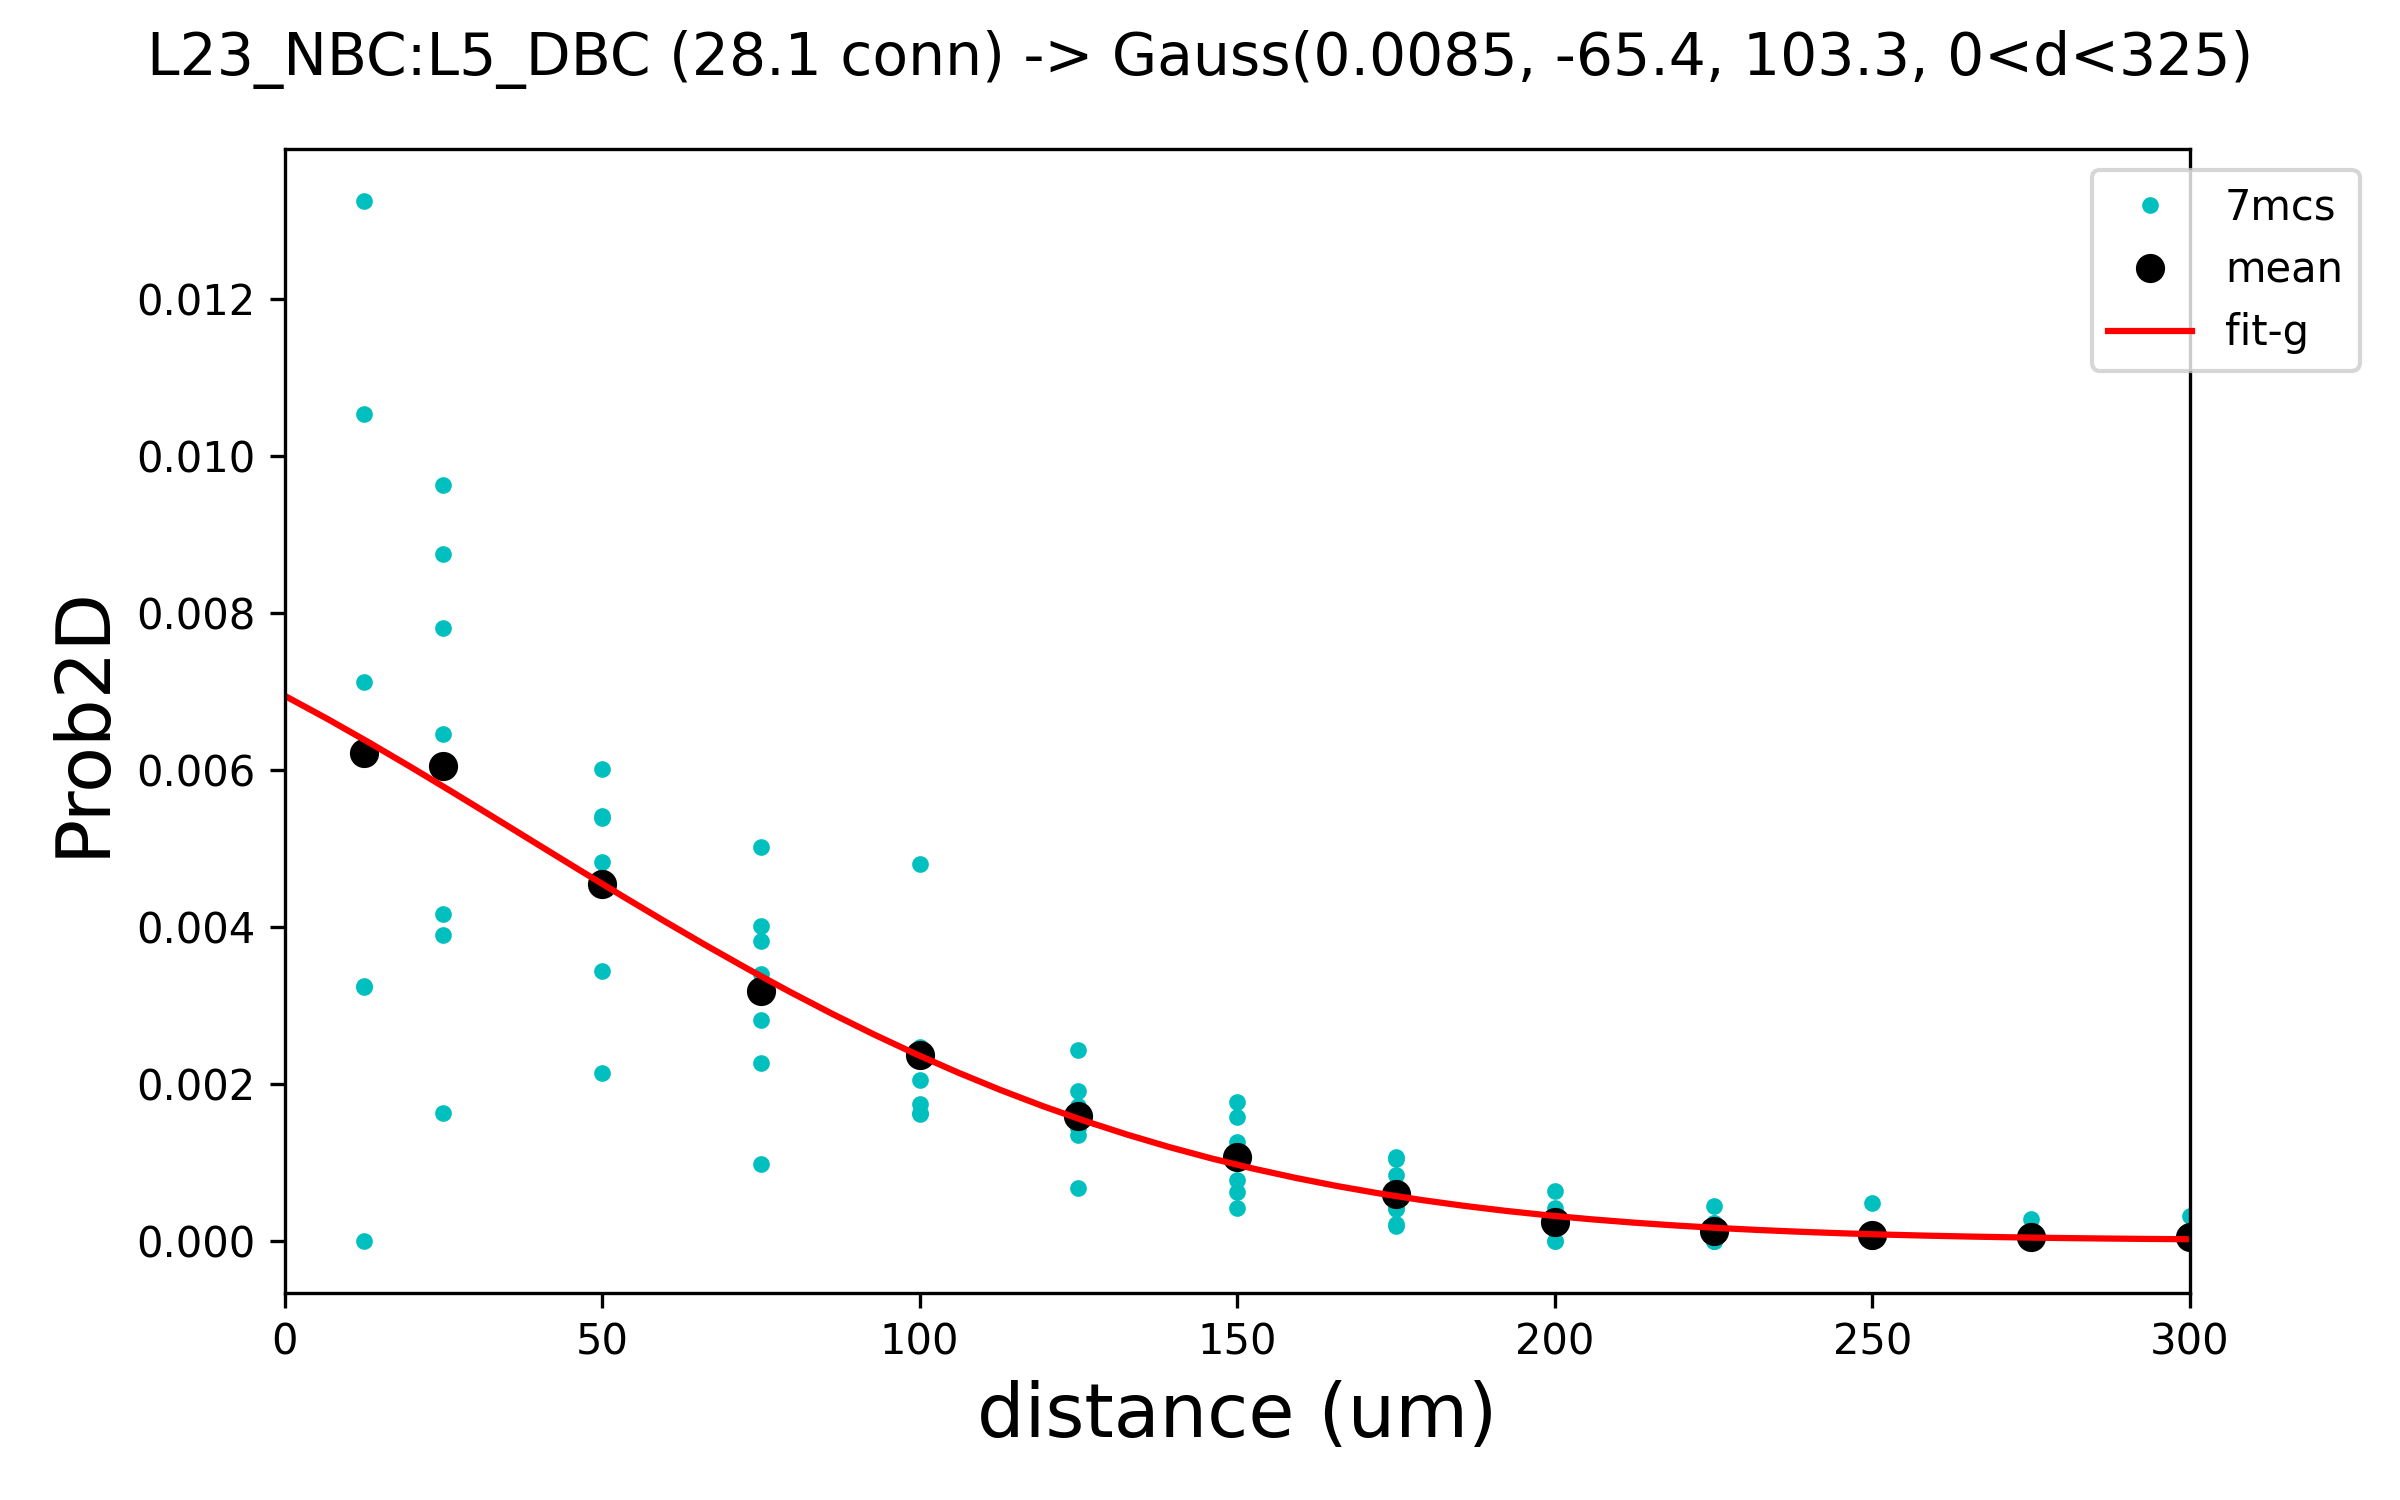 L23_NBC:L5_DBC (28.1 conn) -> Gauss(0.0085, -65.4, 103.3, 0<d<325)
7mcs
mean
fit-g
Prob2D
0.012
0.010
0.008
0.006
0.004
0.002
0.000
0 50 100 150 200 250 300
distance (um)